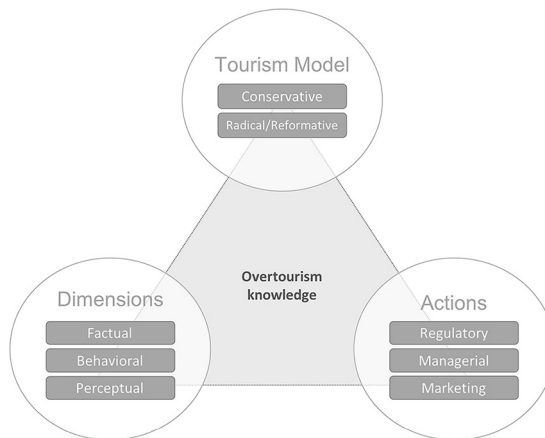 Tourism Model
Conservative
Radical/Reformative
Overtourism
knowledge
Dimensions
Factual
Behavioral
Perceptual
Actions
Regulatory
Managerial
Marketing